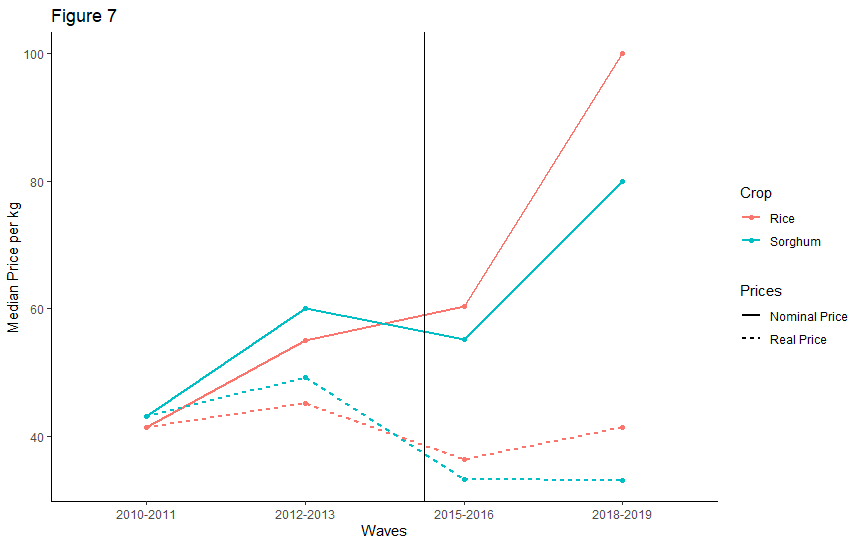 Figure 7
Median Price per kg
100
80
60
40
2010-2011
2012-2013
2015-2016
2018-2019
Waves
Crop
Rice
Sorghum
Prices
Nominal Price
Real Price